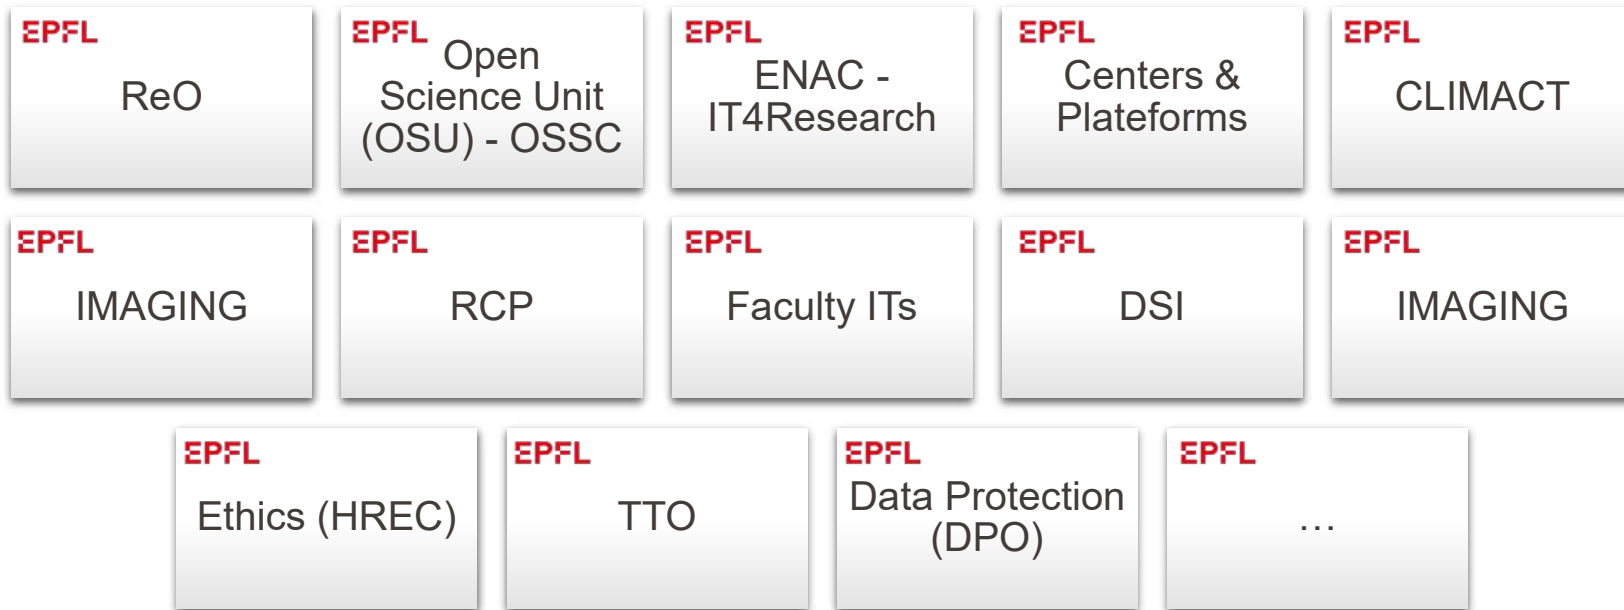 EPFL
ReO
EPFL
Open
Science Unit
(OSU) - OSSC
EPFL
ENAC -
IT4Research
EPFL
Centers &
Plateforms
EPFL
CLIMACT
EPFL
IMAGING
EPFL
RCP
EPFL
Faculty ITs
EPFL
DSI
EPFL
IMAGING
EPFL
Ethics (HREC)
EPFL
TTO
EPFL
Data Protection
(DPO)
EPFL
...